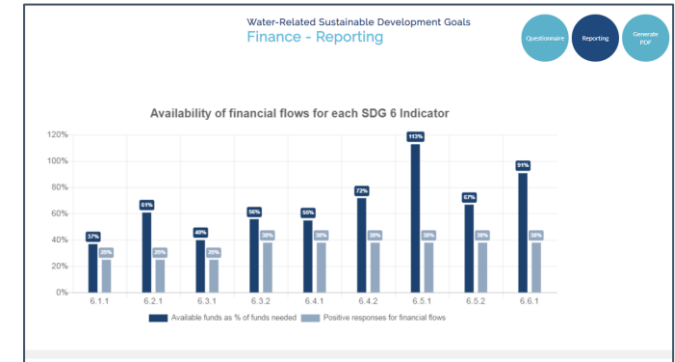 Water-Related Sustainable Development Goals
Finance - Reporting
Questionnaire
Reporting
Generate
PDF
Availability of financial flows for each SDG 6 Indicator
120%
100%
80%
60%
40%
20%
0%
37% 25% 61% 25% 40% 25% 56% 38% 55% 38% 72% 38% 113% 38% 67% 38% 91% 38%
6.1.1 6.2.1 6.3.1 6.3.2 6.4.1 6.4.2 6.5.1 6.5.2 6.6.1
Available funds as % of funds needed Positive responses for financial flows